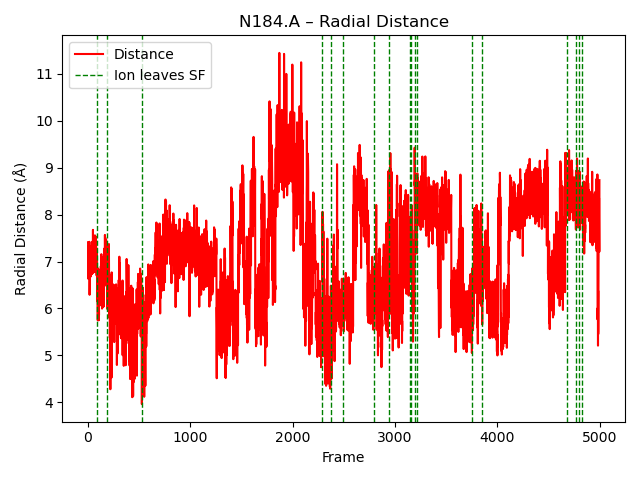 N184.A – Radial Distance
Distance
Ion leaves SF
Radial Distance (Å)
11
10
9
8
7
6
5
4
0
1000
2000
3000
4000
5000
Frame